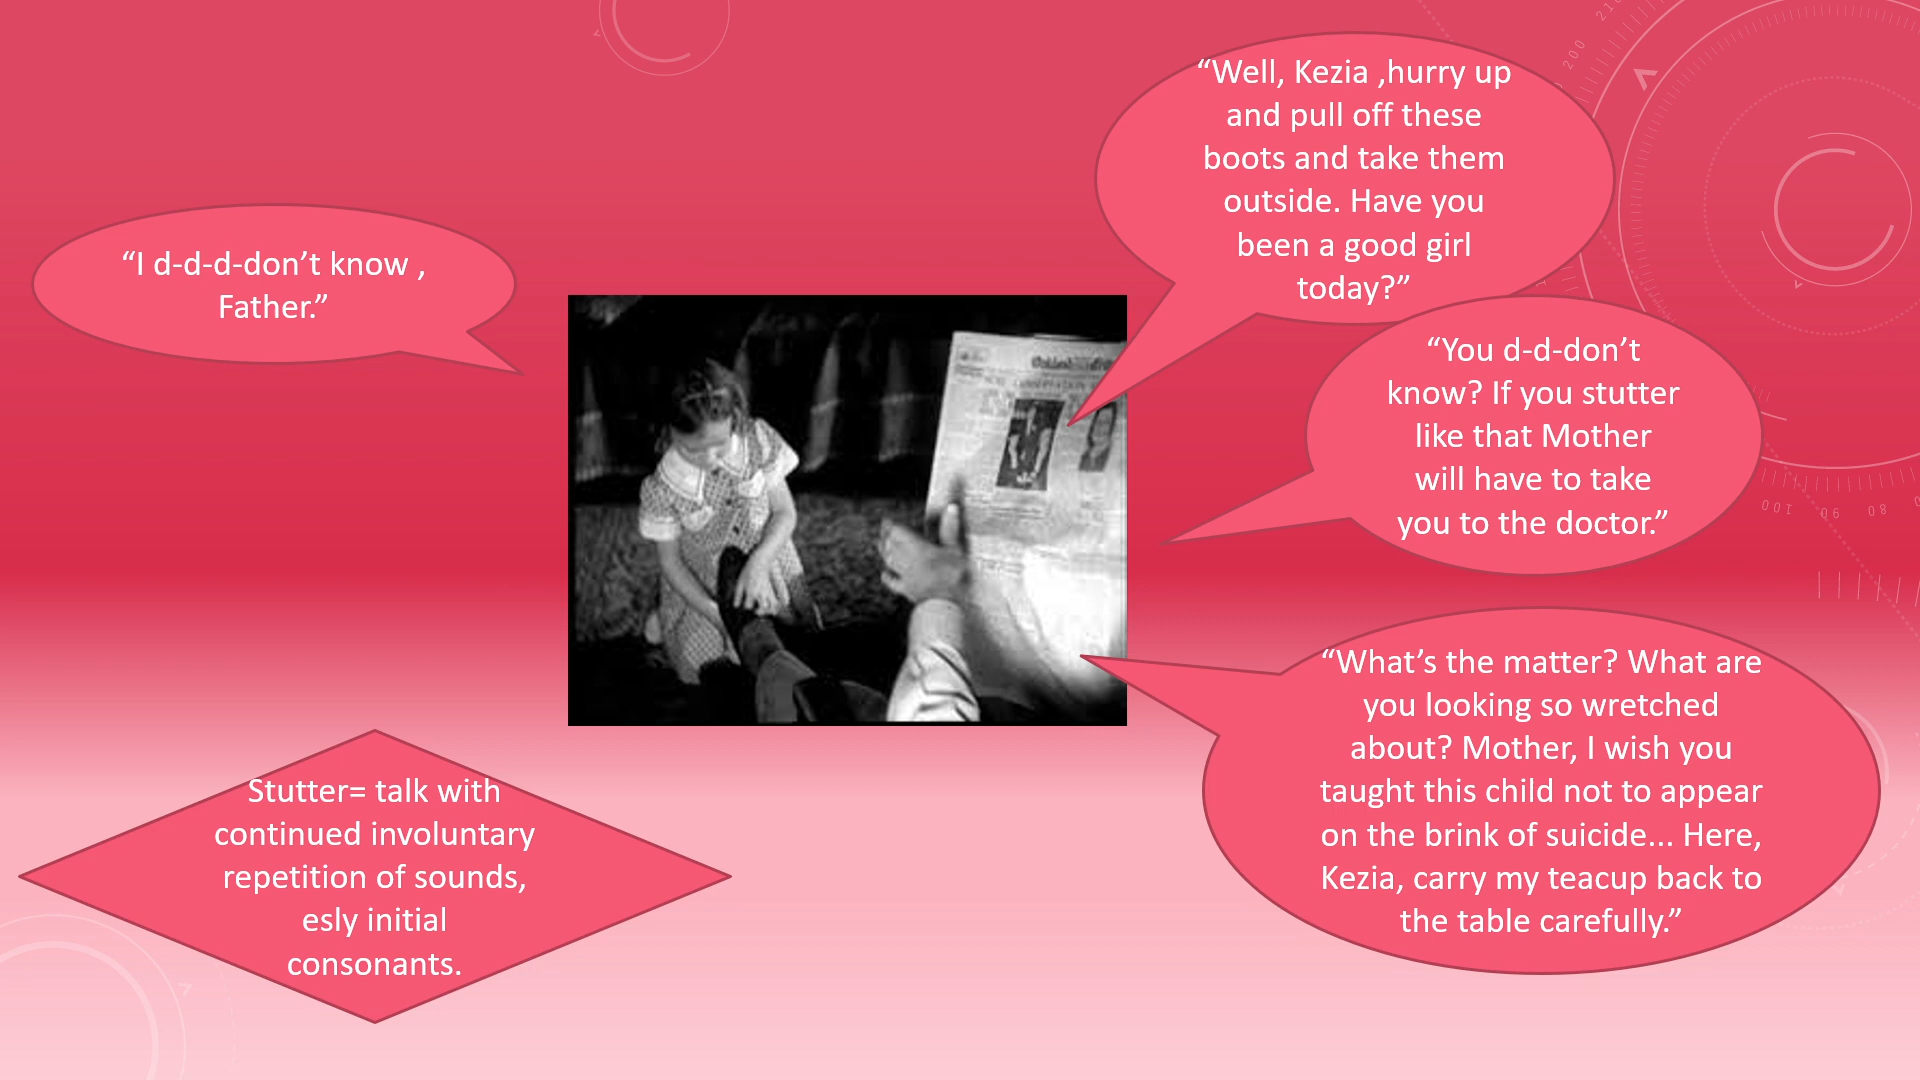 “Well, Kezia ,hurry up
and pull off these
boots and take them
outside. Have you
been a good girl
today?”
“I d-d-d-don’t know ,
Father.”
“You d-d-don’t
know? If you stutter
like that Mother
will have to take
you to the doctor.”
“What’s the matter? What are
you looking so wretched
about? Mother, I wish you
taught this child not to appear
on the brink of suicide... Here,
Kezia, carry my teacup back to
the table carefully.”
Stutter= talk with
continued involuntary
repetition of sounds,
esly initial
consonants.
200
100
90
80